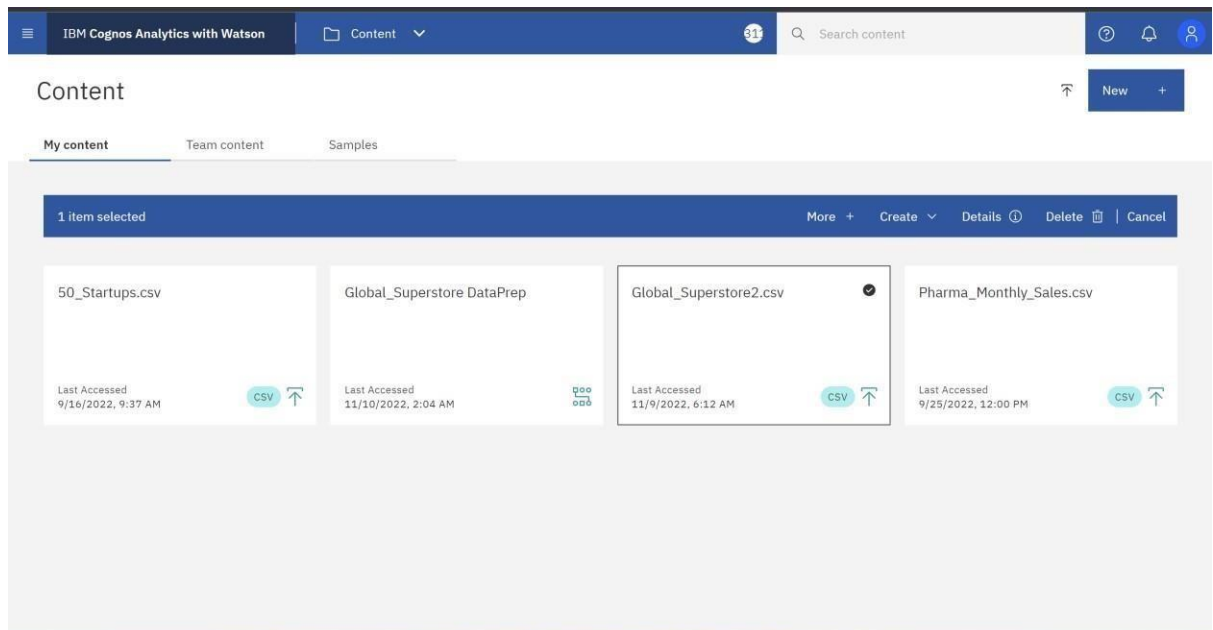 IBM Cognos Analytics with Watson
Content
Search content
Content
New +
My content
Team content
Samples
1 item selected
More +
Create
Details
Delete
Cancel
50_Startups.csv
Last Accessed
9/16/2022, 9:37 AM
CSV
Global_Superstore DataPrep
Last Accessed
11/10/2022, 2:04 AM
Global_Superstore2.csv
Last Accessed
11/9/2022, 6:12 AM
CSV
Pharma_Monthly_Sales.csv
Last Accessed
9/25/2022, 12:00 PM
CSV